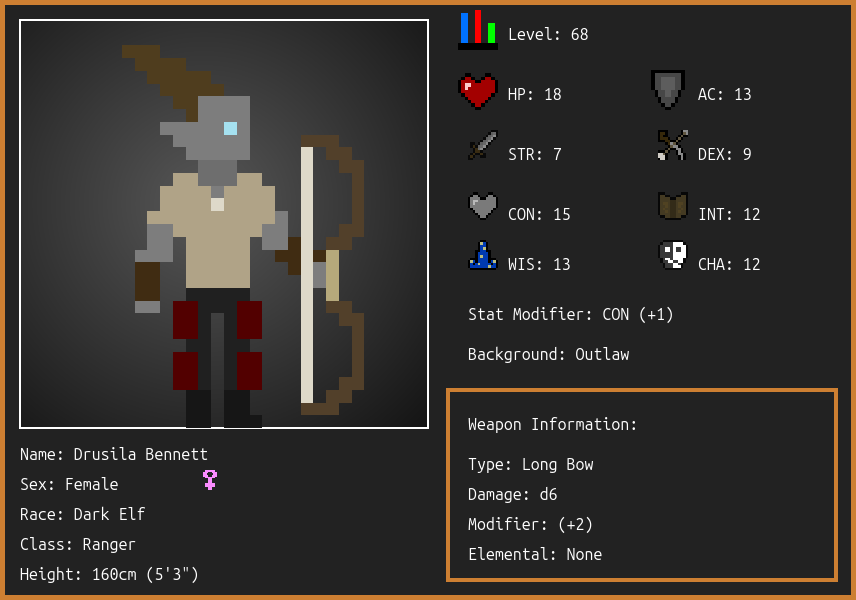 Level: 68
HP: 18
AC: 13
STR: 7
DEX: 9
CON: 15
INT: 12
WIS: 13
CHA: 12
Stat Modifier: CON (+1)
Background: Outlaw
Weapon Information:
Type: Long Bow
Damage: d6
Modifier: (+2)
Elemental: None
Name: Drusila Bennett
Sex: Female
Race: Dark Elf
Class: Ranger
Height: 160cm (5'3")